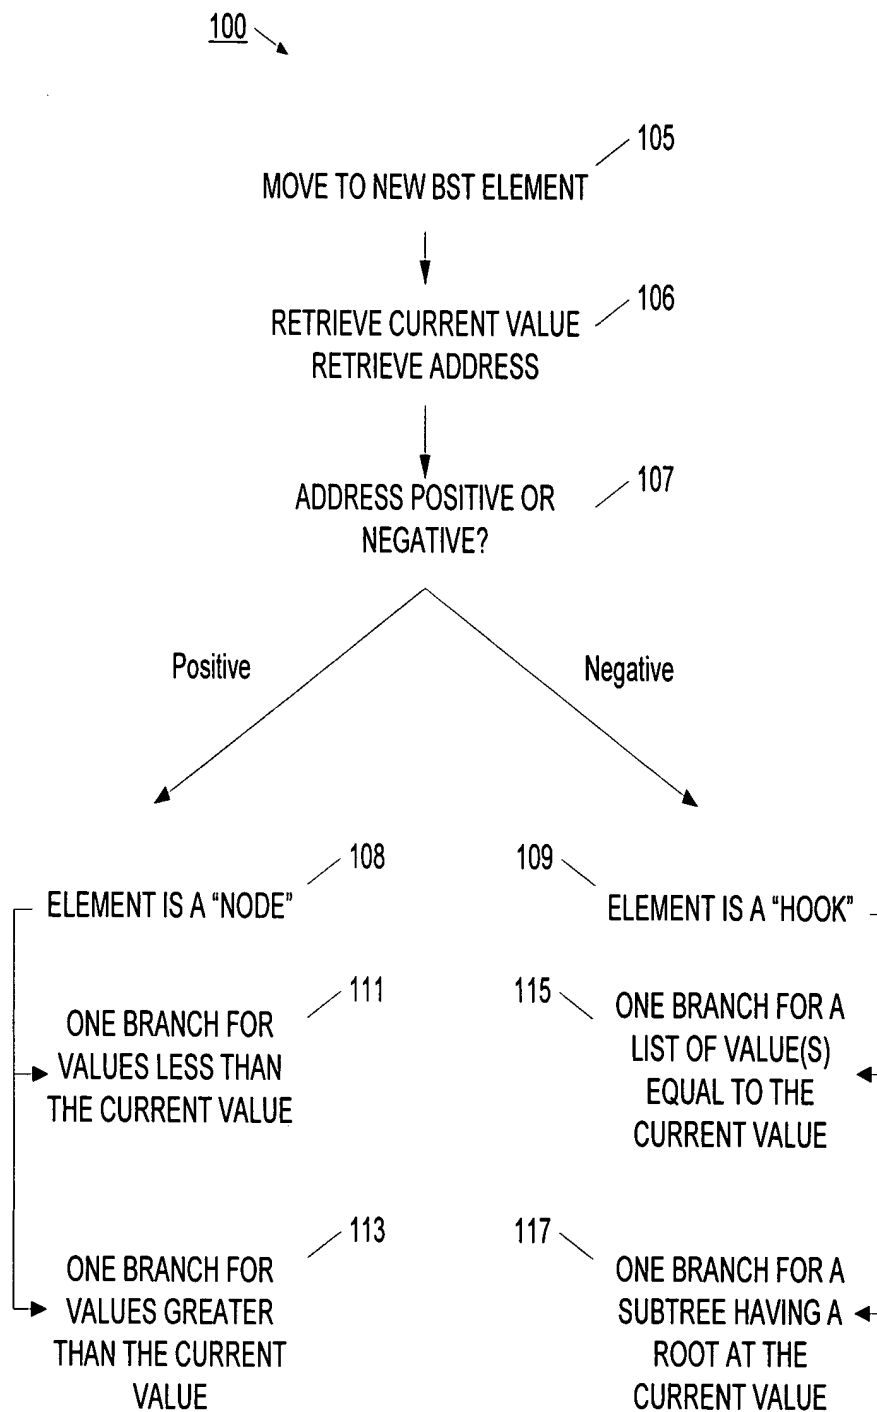 100
105
MOVE TO NEW BST ELEMENT
106
RETRIEVE CURRENT VALUE
RETRIEVE ADDRESS
107
ADDRESS POSITIVE OR
NEGATIVE?
Positive
Negative
108
ELEMENT IS A “NODE”
109
ELEMENT IS A “HOOK”
111
ONE BRANCH FOR
VALUES LESS THAN
THE CURRENT VALUE
115
ONE BRANCH FOR A
LIST OF VALUE(S)
EQUAL TO THE
CURRENT VALUE
113
ONE BRANCH FOR
VALUES GREATER
THAN THE CURRENT
VALUE
117
ONE BRANCH FOR A
SUBTREE HAVING A
ROOT AT THE
CURRENT VALUE